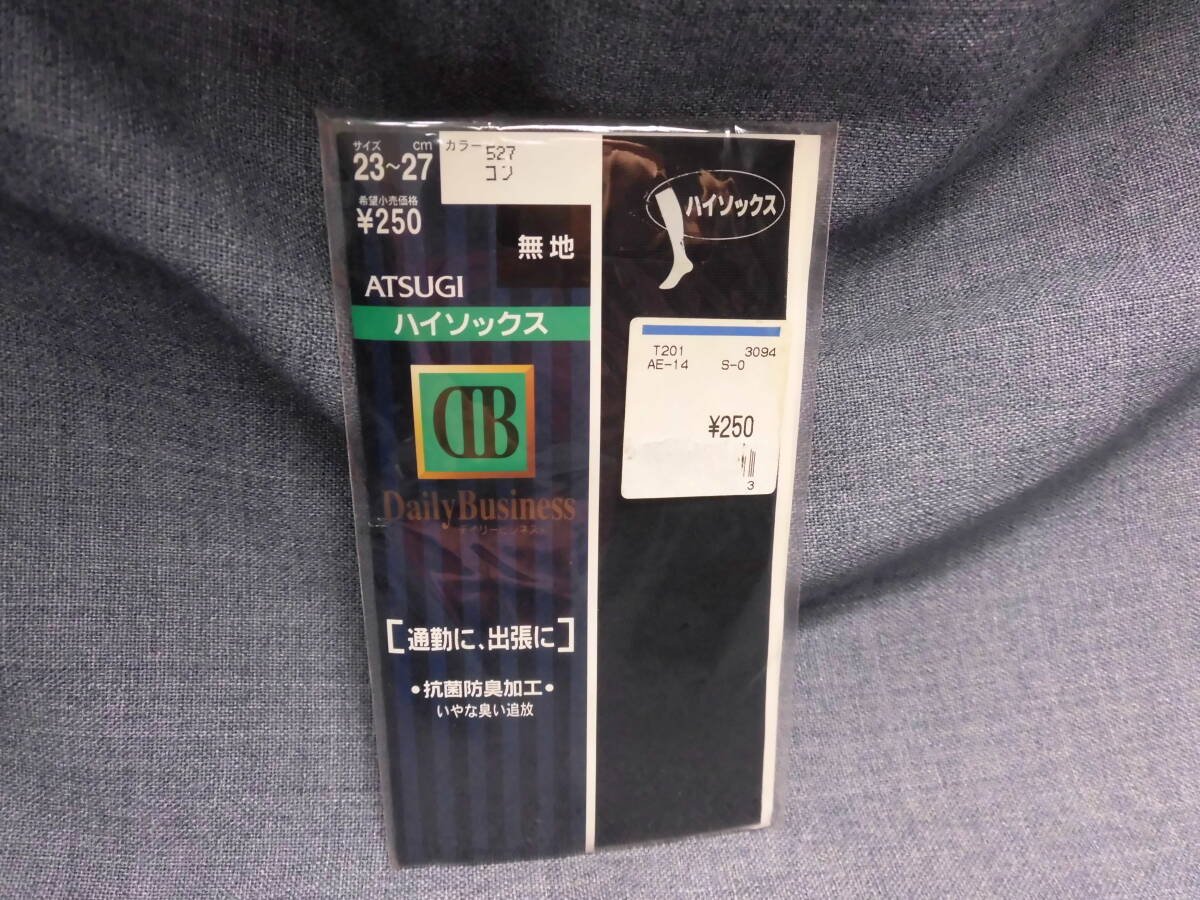 サイズ cm
23~27
カラー 527
コン
希望小売価格
¥250
無地
ATSUGI
ハイソックス
DB
Daily Business
デイリービジネス
[通勤に、出張に]
•抗菌防臭加工•
いやな臭い追放
ハイソックス
T201 3094
AE-14 S-0
¥250
3